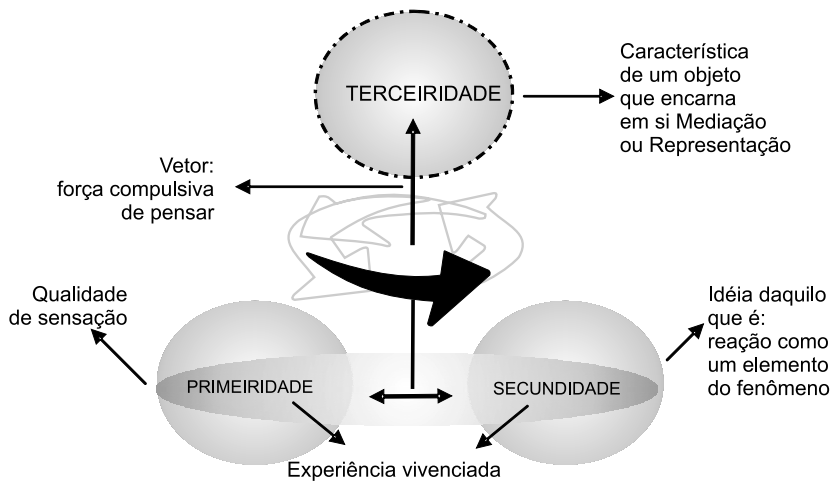 TERCEIRIDADE
Característica
de um objeto
que encarna
em si Mediação
ou Representação
Vetor:
força compulsiva
de pensar
Qualidade
de sensação
Idéia daquilo
que é:
reação como
um elemento
do fenômeno
PRIMEIRIDADE
SECUNDIDADE
Experiência vivenciada